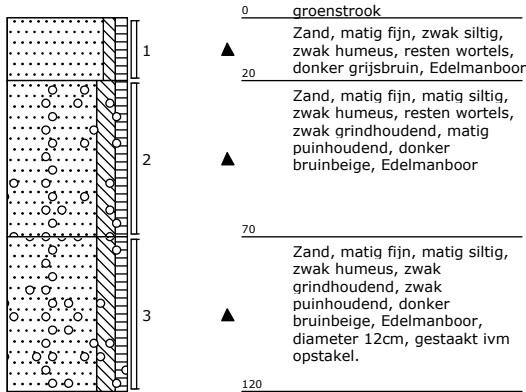 0 groenstrook
1
Zand, matig fijn, zwak siltig,
zwak humeus, resten wortels,
donker grijsbruin, Edelmanboor
20
2
Zand, matig fijn, matig siltig,
zwak humeus, resten wortels,
zwak grindhoudend, matig
puinhoudend, donker
bruinbeige, Edelmanboor
70
3
Zand, matig fijn, matig siltig,
zwak humeus, zwak
grindhoudend, zwak
puinhoudend, donker
bruinbeige, Edelmanboor,
diameter 12cm, gestaakt ivm
opstakel.
120